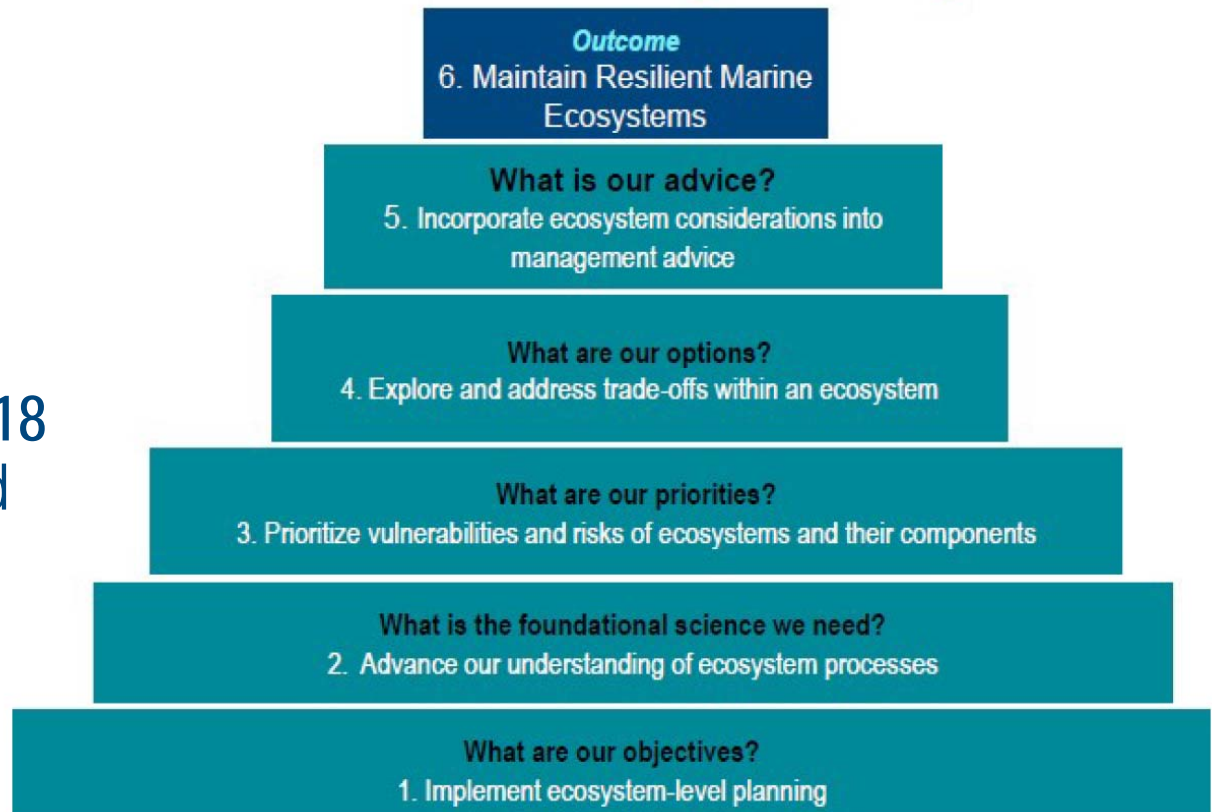 Outcome
6. Maintain Resilient Marine
Ecosystems
What is our advice?
5. Incorporate ecosystem considerations into
management advice
What are our options?
4. Explore and address trade-offs within an ecosystem
18
What are our priorities?
3. Prioritize vulnerabilities and risks of ecosystems and their components
What is the foundational science we need?
2. Advance our understanding of ecosystem processes
What are our objectives?
1. Implement ecosystem-level planning